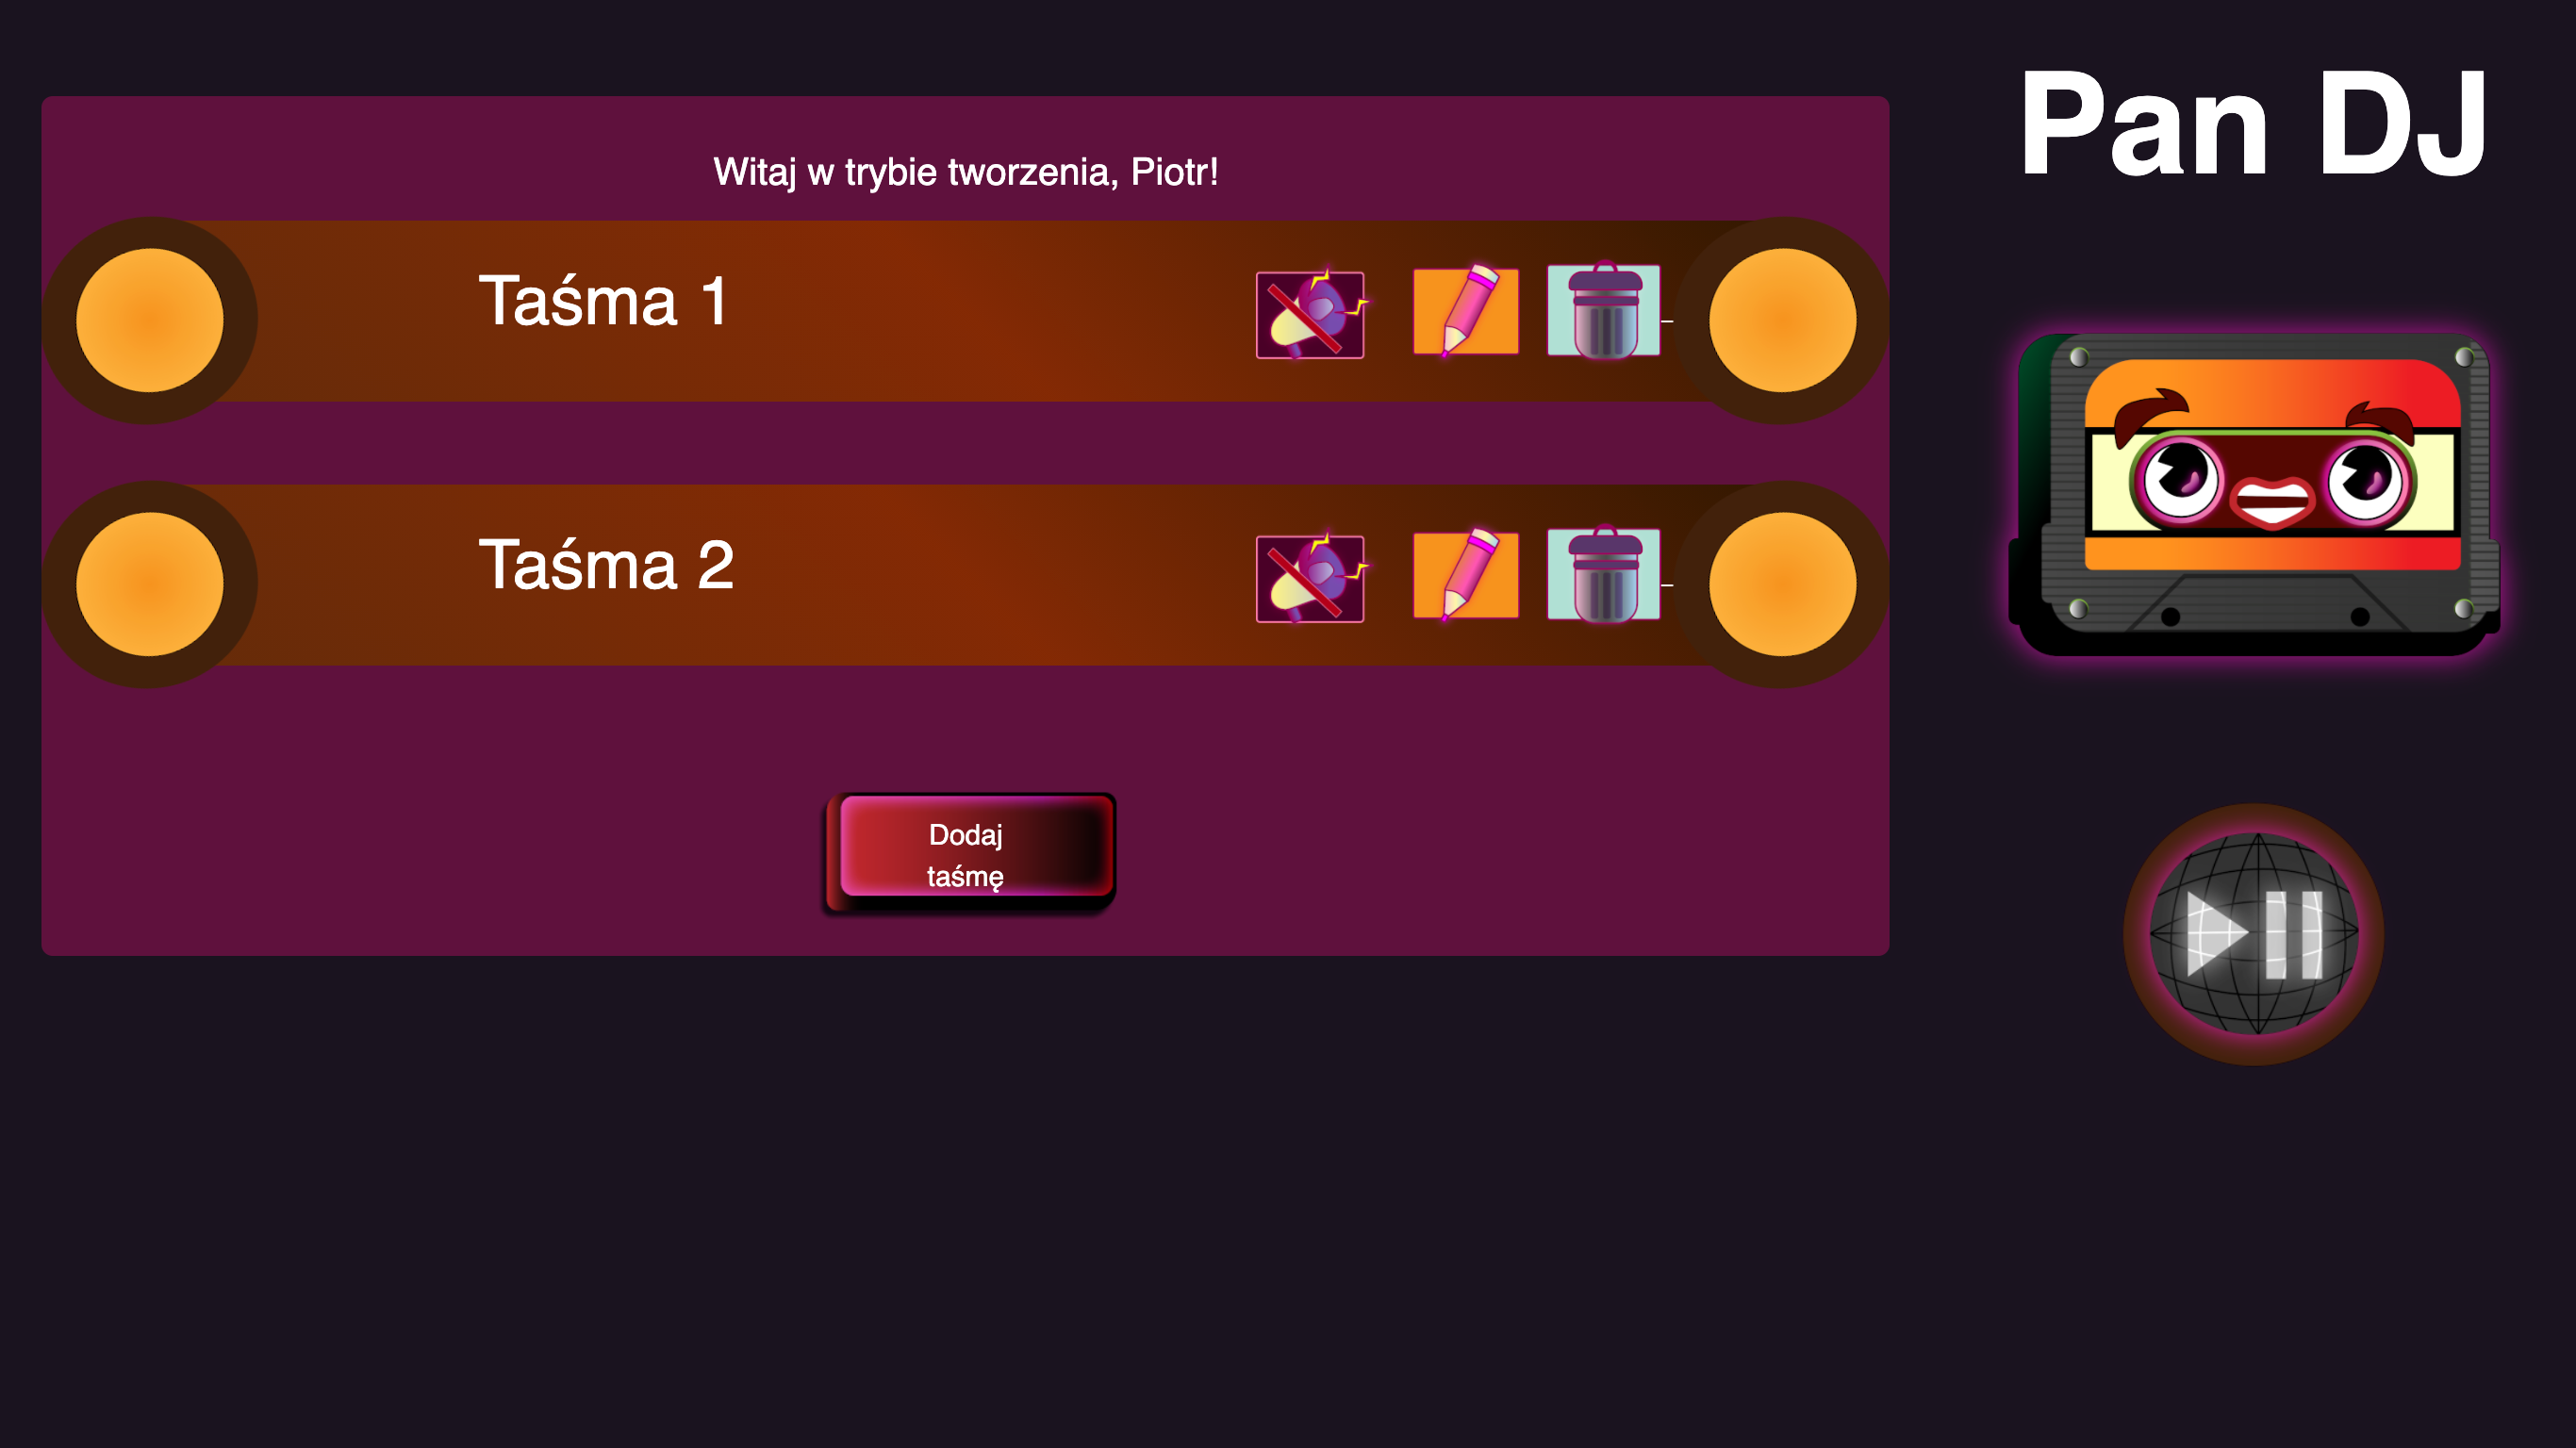 Pan DJ
Witaj w trybie tworzenia, Piotr!
Taśma 1
Taśma 2
Dodaj
taśmę